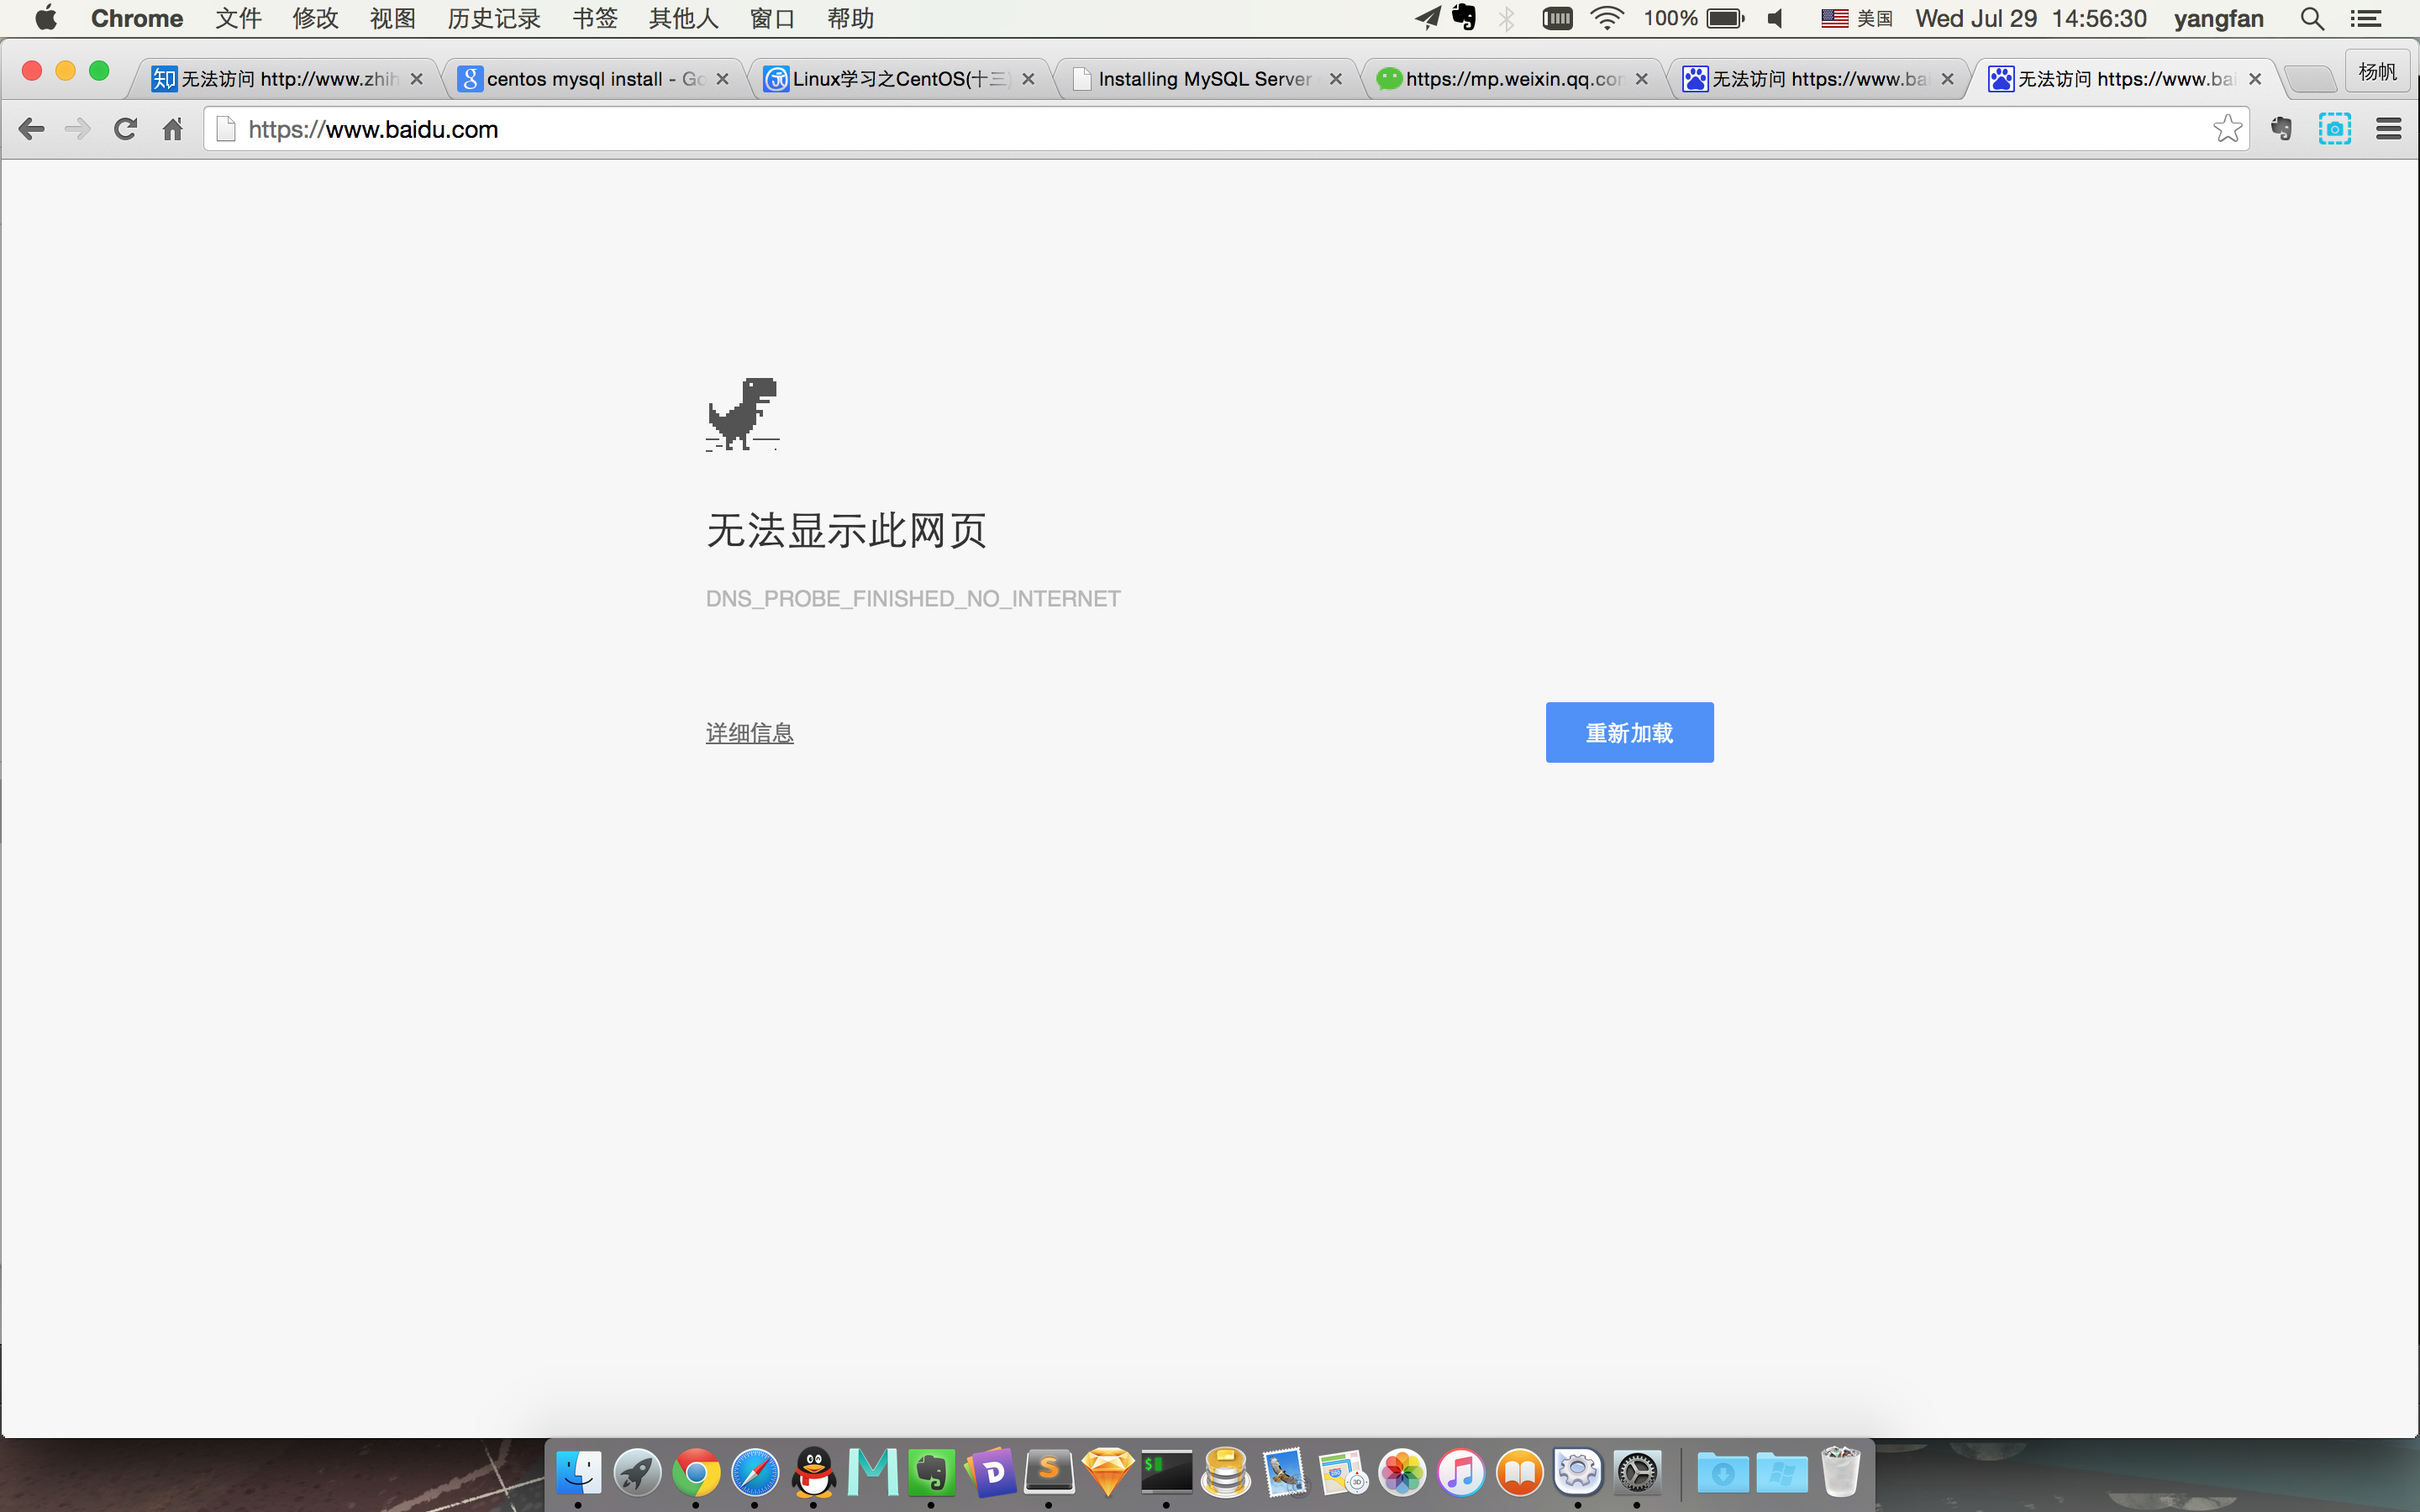 Chrome 文件 修改 视图 历史记录 书签 其他人 窗口 帮助 100% 美国 Wed Jul 29 14:56:30 yangfan
无法访问 http://www.zhih centos mysql install - Go Linux学习之CentOS(十三) Installing MySQL Server https://mp.weixin.qq.com 无法访问 https://www.bai 无法访问 https://www.bai 杨帆
https://www.baidu.com
无法显示此网页
DNS_PROBE_FINISHED_NO_INTERNET
详细信息 重新加载